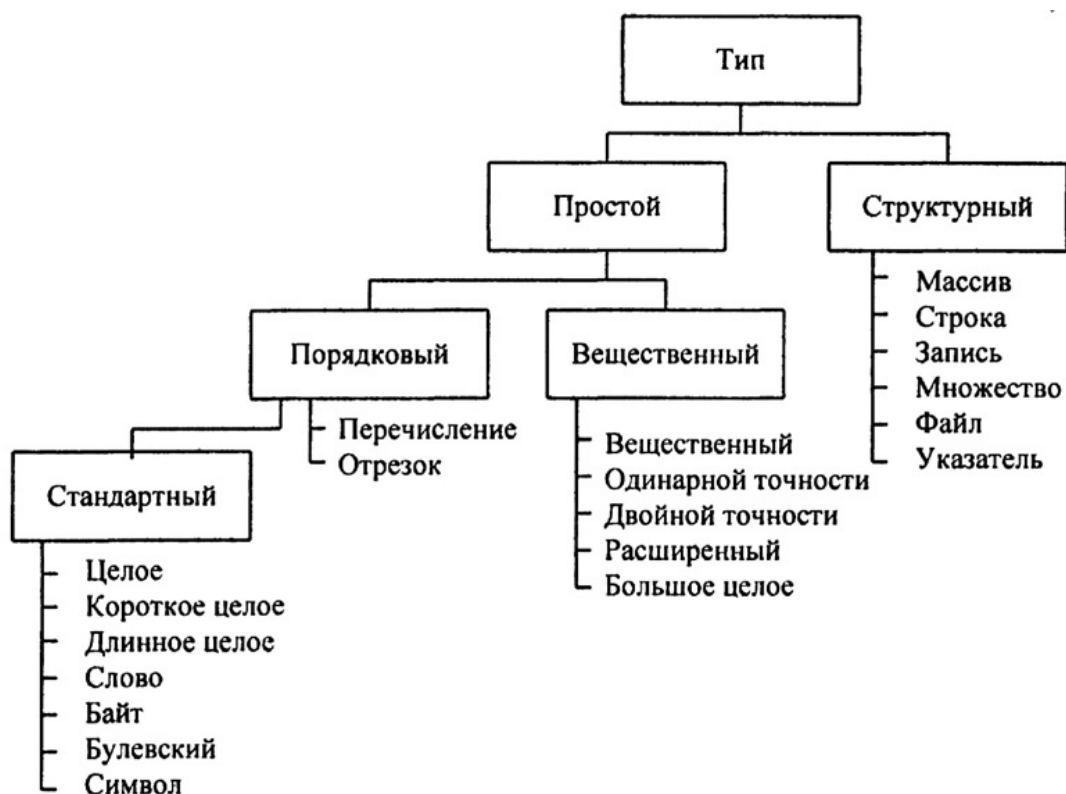 Тип
Простой
Структурный
Массив
Строка
Запись
Множество
Файл
Указатель
Порядковый
Вещественный
Перечисление
Отрезок
Вещественный
Одинарной точности
Двойной точности
Расширенный
Большое целое
Стандартный
Целое
Короткое целое
Длинное целое
Слово
Байт
Булевский
Символ